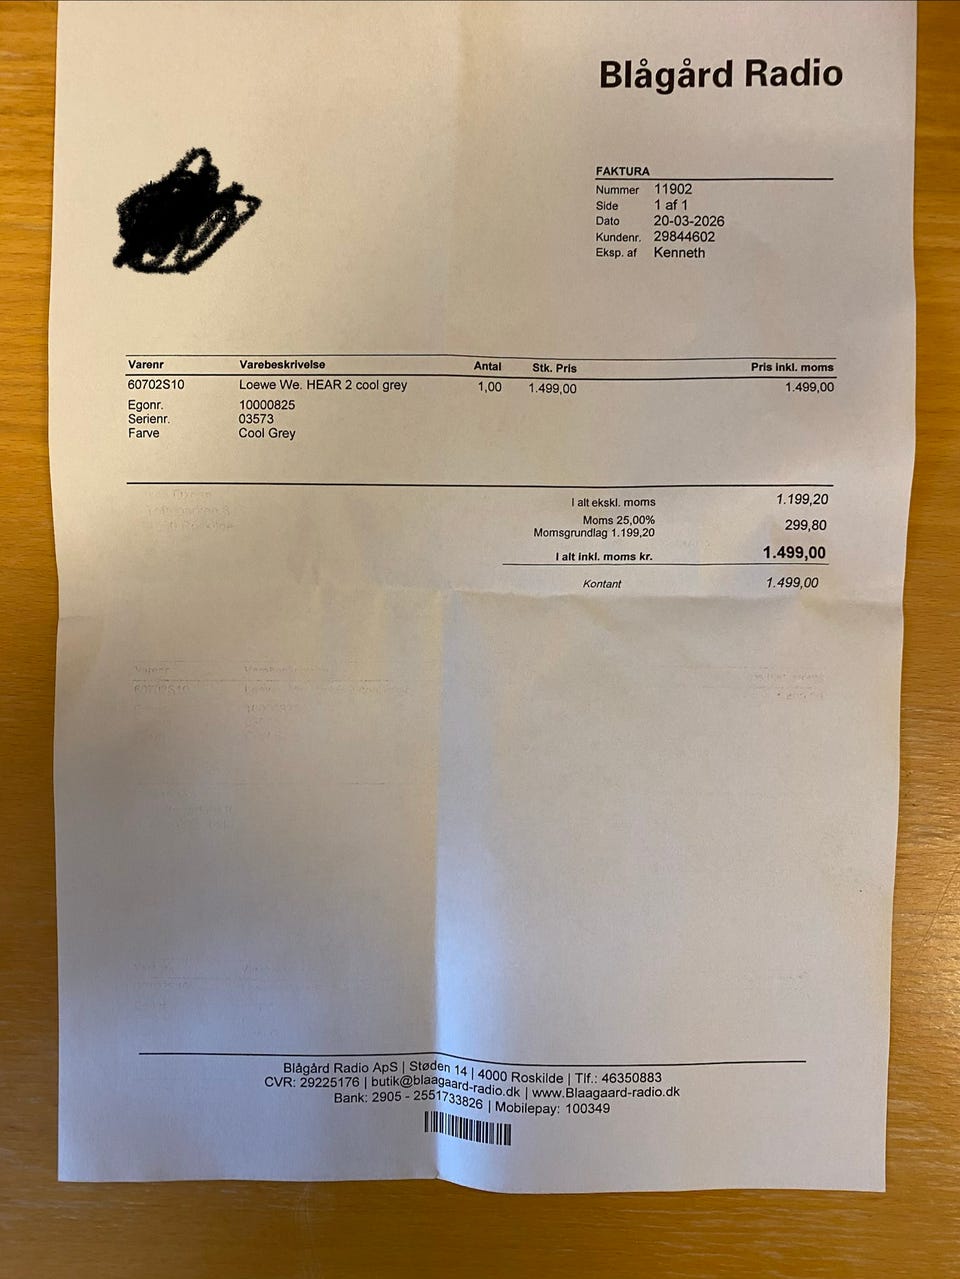 Blågård Radio
FAKTURA
Nummer 11902
Side 1 af 1
Dato 20-03-2026
Kundenr. 29844602
Eksp. af Kenneth
Varenr Varebeskrivelse Antal Stk. Pris Pris inkl. moms
60702S10 Loewe We. HEAR 2 cool grey 1,00 1.499,00 1.499,00
Egonr. 10000825
Serienr. 03573
Farve Cool Grey
I alt ekskl. moms 1.199,20
Moms 25,00% 299,80
Momsgrundlag 1.199,20
I alt inkl. moms kr. 1.499,00
Kontant 1.499,00
Blågård Radio ApS | Støden 14 | 4000 Roskilde | Tlf.: 46350883
CVR: 29225176 | butik@blaagaard-radio.dk | www.Blaagaard-radio.dk
Bank: 2905 - 2551733826 | Mobilepay: 100349